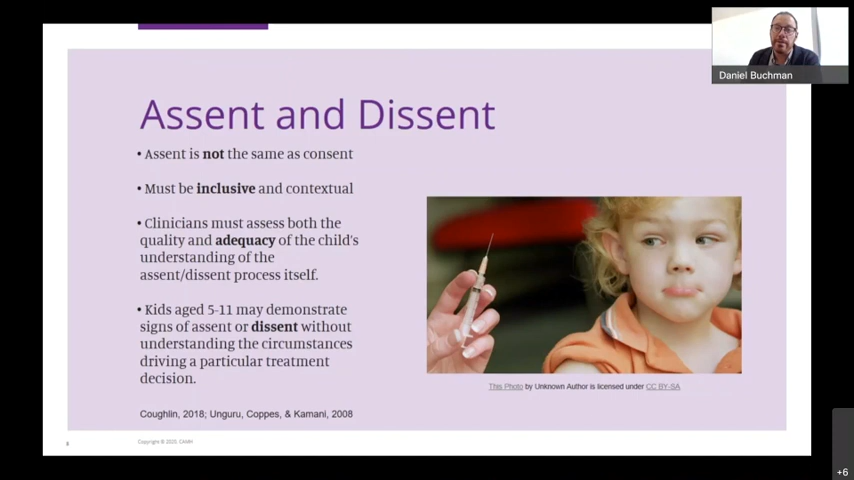 Daniel Buchman
Assent and Dissent
• Assent is not the same as consent
• Must be inclusive and contextual
• Clinicians must assess both the
quality and adequacy of the child's
understanding of the
assent/dissent process itself.
• Kids aged 5-11 may demonstrate
signs of assent or dissent without
understanding the circumstances
driving a particular treatment
decision.
This Photo by Unknown Author is licensed under CC BY-SA
Coughlin, 2018; Unguru, Coppes, & Kamani, 2008
Copyright © 2020, CAMH
+6